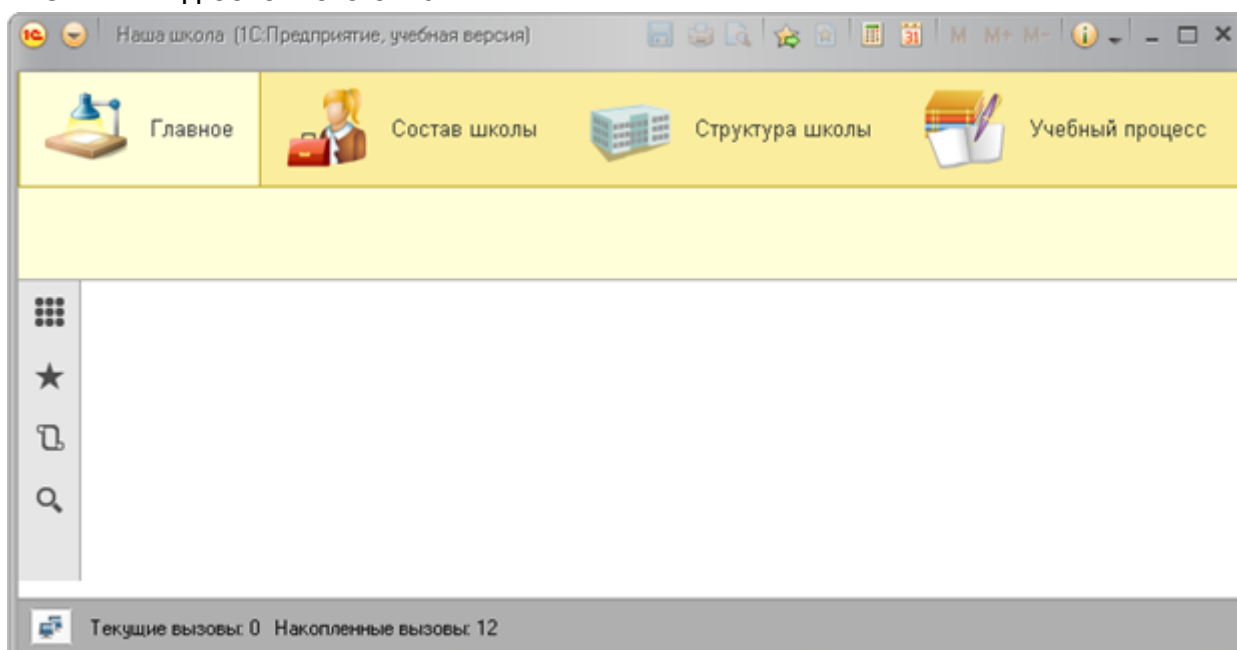 Наша школа (1С:Предприятие, учебная версия) 31 M M+ M-
Главное Состав школы Структура школы Учебный процесс
Текущие вызовы: 0 Накопленные вызовы: 12